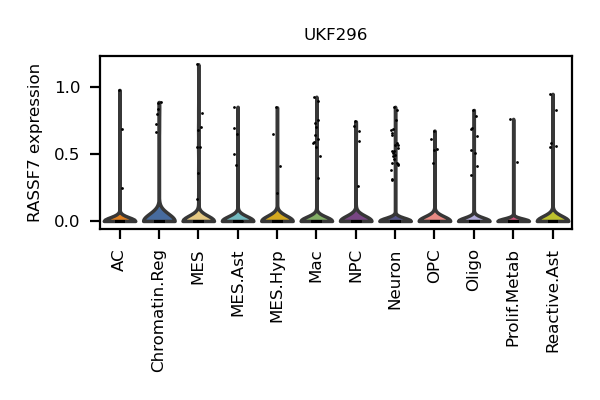 UKF296
RASSF7 expression
1.0
0.5
0.0
AC
Chromatin.Reg
MES
MES.Ast
MES.Hyp
Mac
NPC
Neuron
OPC
Oligo
Prolif.Metab
Reactive.Ast